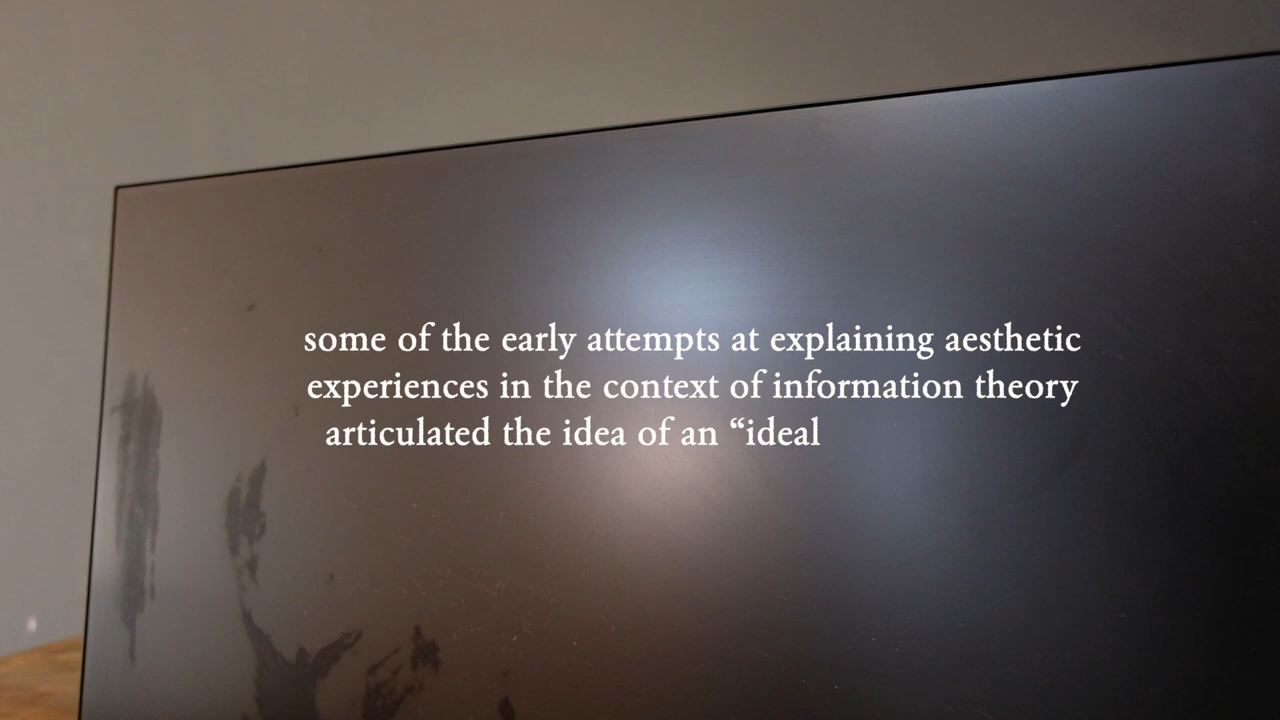 some of the early attempts at explaining aesthetic
experiences in the context of information theory
articulated the idea of an “ideal